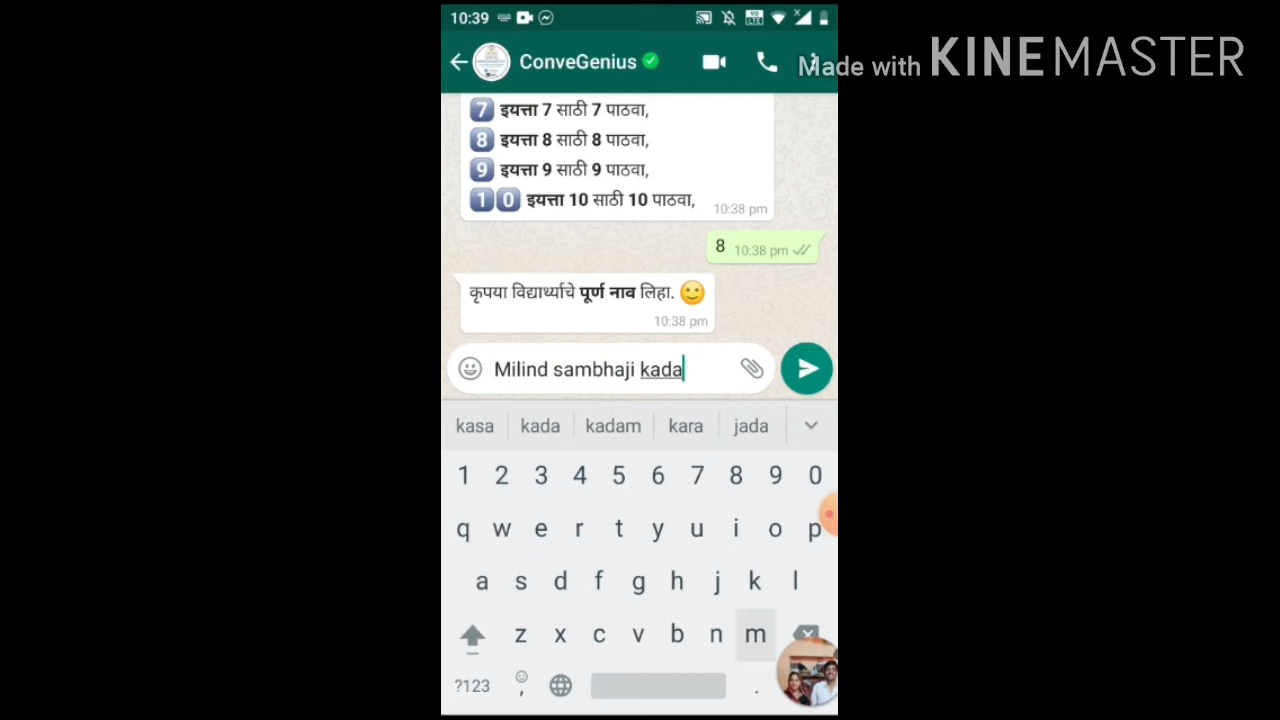 10:39
VO LTE
ConveGenius
Made with KINEMASTER
7 इयत्ता 7 साठी 7 पाठवा,
8 इयत्ता 8 साठी 8 पाठवा,
9 इयत्ता 9 साठी 9 पाठवा,
10 इयत्ता 10 साठी 10 पाठवा,
10:38 pm
8 10:38 pm
कृपया विद्यार्थ्याचे पूर्ण नाव लिहा. 🙂
10:38 pm
Milind sambhaji kada
kasa kada kadam kara jada
1 2 3 4 5 6 7 8 9 0
q w e r t y u i o p
a s d f g h j k l
z x c v b n m
?123 , .